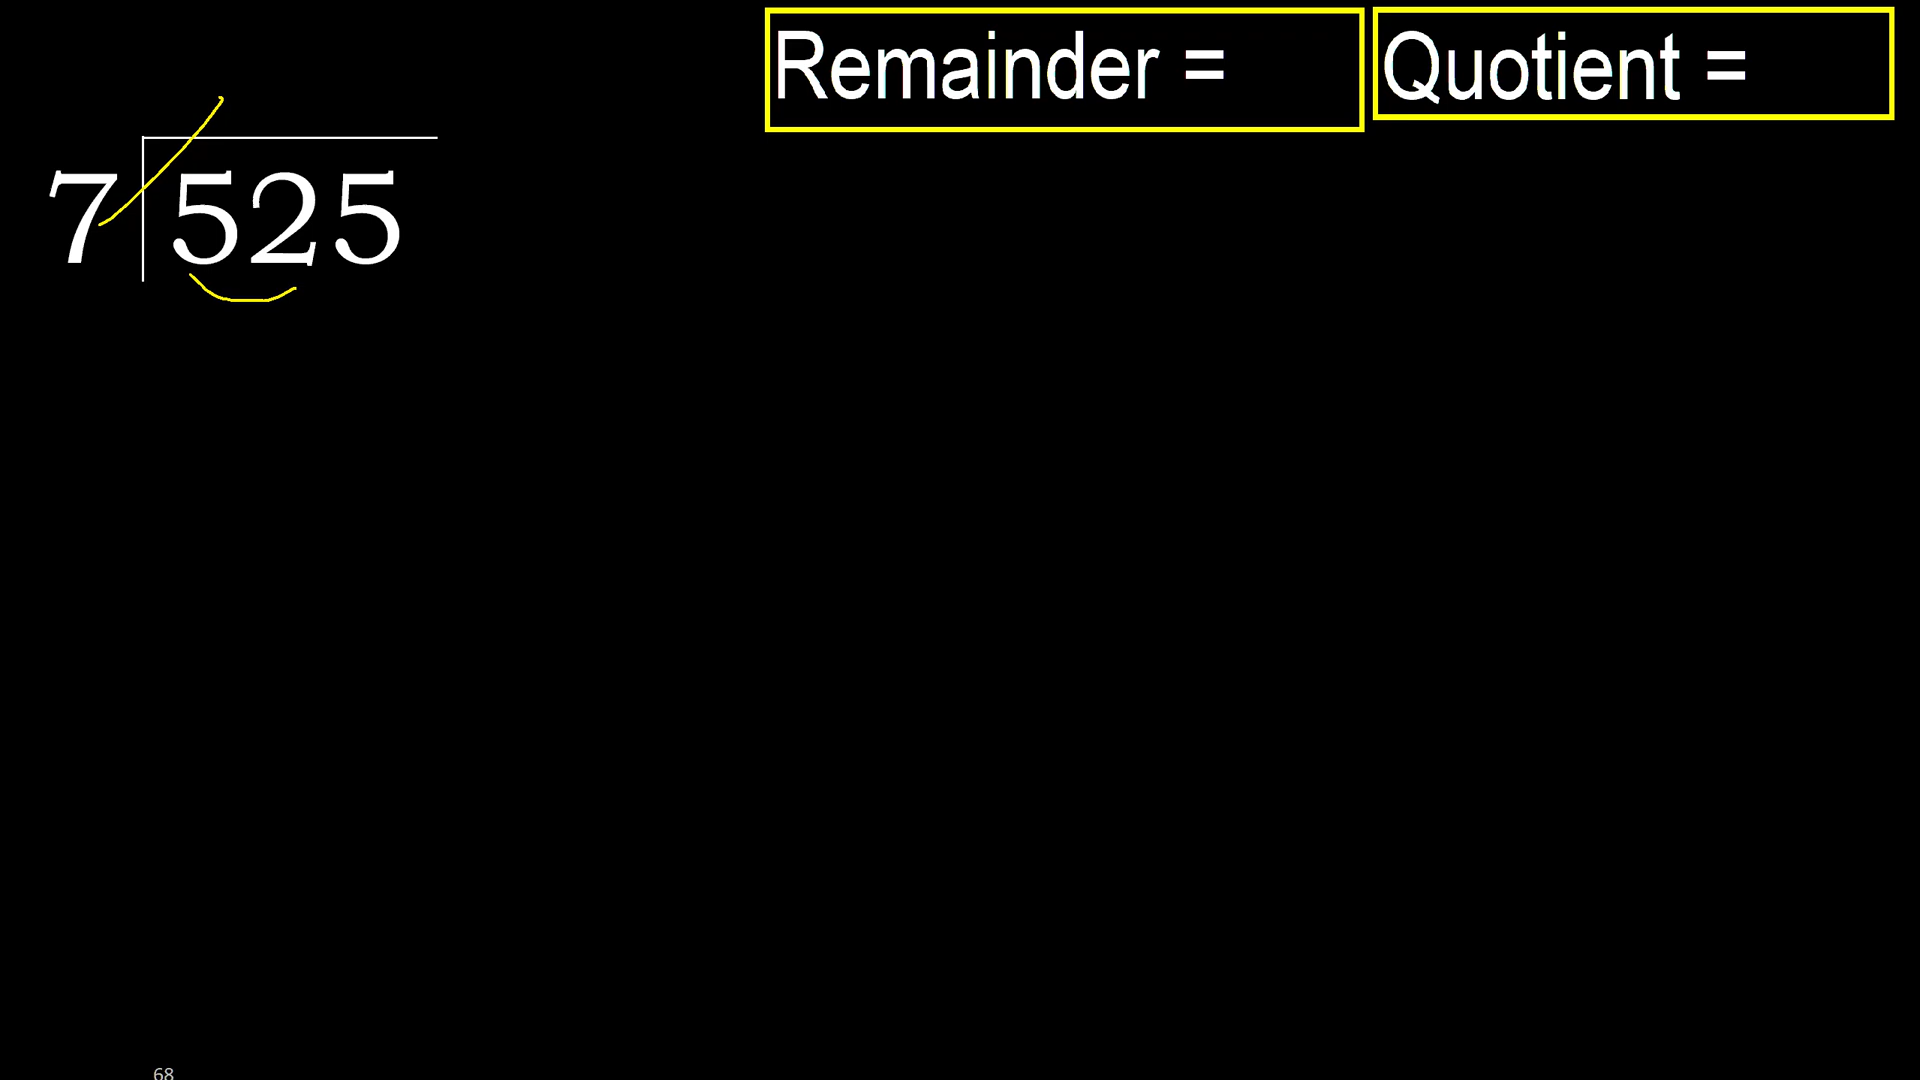 Remainder = Quotient =
7 525
68